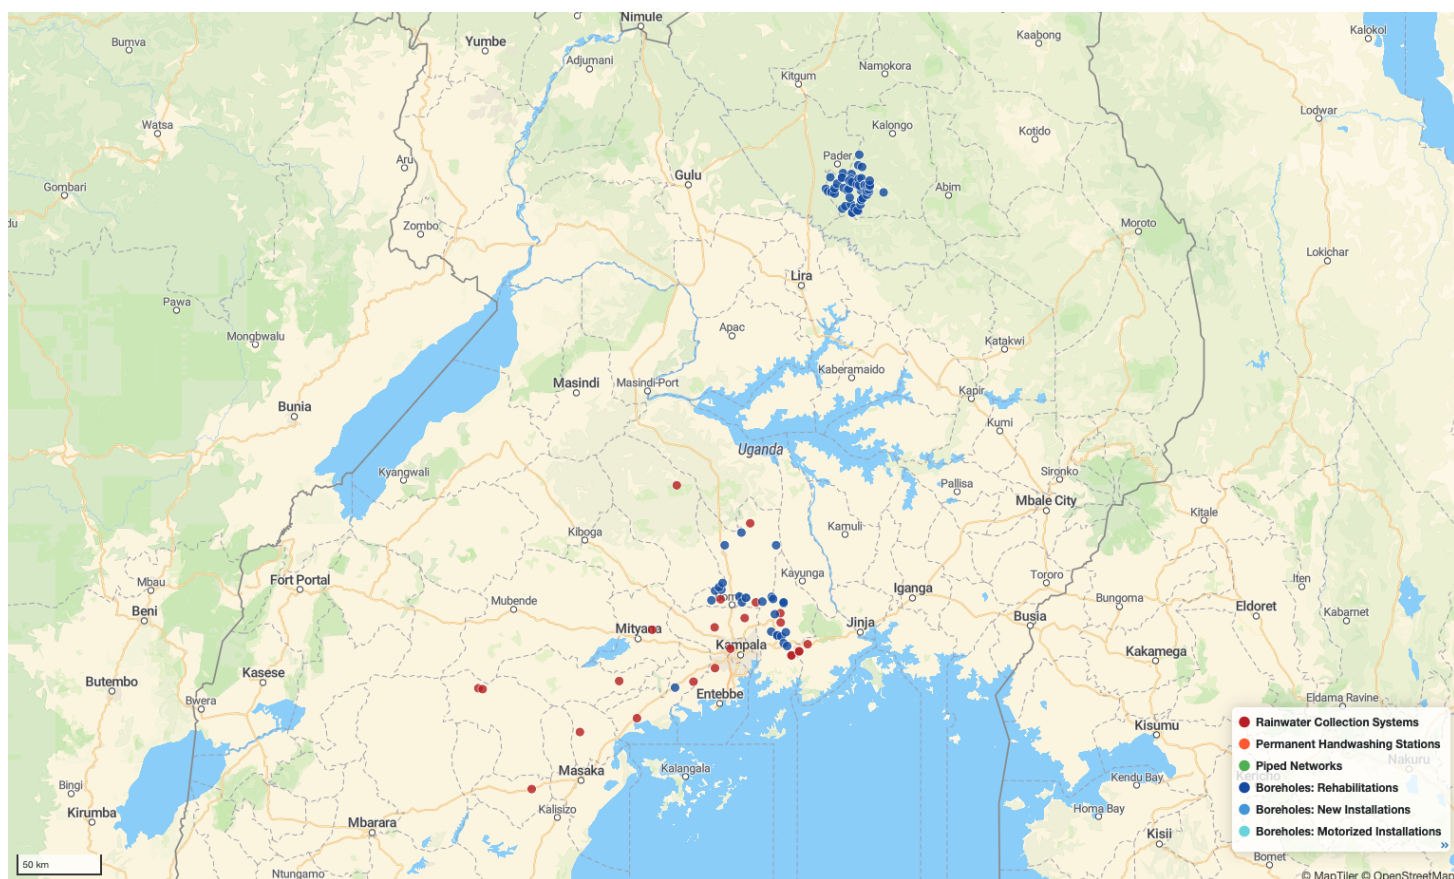 Nimule
Bumva
Yumbe
Kaabong
Kalokol
Adjumani
Namokora
Kitgum
Lodwar
Watsa
Kalongo
Kotido
Aru
Pader
Gombari
Gulu
Abim
du
Zombo
Moroto
Lokichar
Lira
Pawa
Apac
Mongbwalu
Katakwi
Kaberamaido
Masindi
Masindi-Port
Kapir
Bunia
Kumi
Uganda
Kyangwali
Sironko
Pallisa
Mbale City
Kitale
Kamuli
Kiboga
Kayunga
Tororo
Mbau
Fort Portal
Iten
Iganga
Mubende
Bungoma
Beni
Eldoret
Kabarnet
Busia
Jinja
Mityana
Kampala
Kakamega
Kasese
Butembo
Entebbe
Eldama Ravine
Bwera
Kisumu
Rainwater Collection Systems
Permanent Handwashing Stations
Piped Networks
Boreholes: Rehabilitations
Boreholes: New Installations
Boreholes: Motorized Installations
»
Nakuru
Kericho
Kalangala
Masaka
Kendu Bay
Bingi
Kirumba
Kalisizo
Homa Bay
Mbarara
Kisii
Bomet
50 km
Ntungamo
© MapTiler © OpenStreetMap